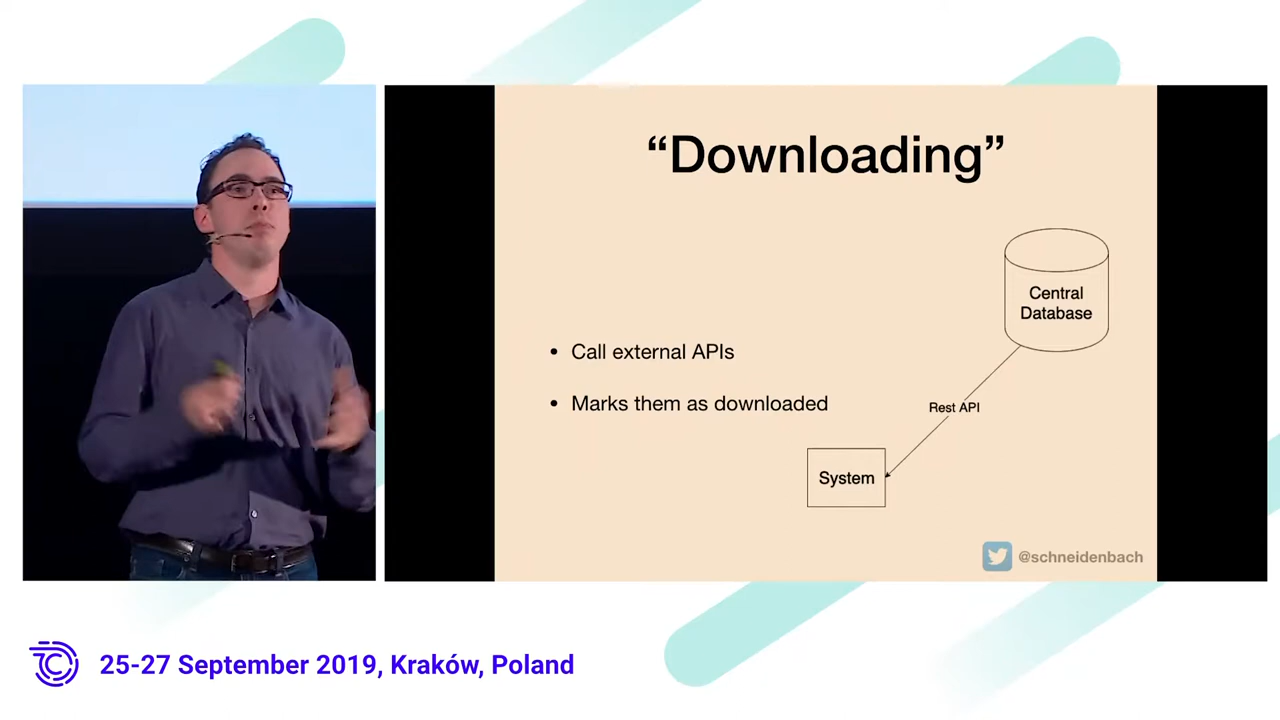 “Downloading”
Central
Database
• Call external APIs
• Marks them as downloaded
Rest API
System
@schneidenbach
25-27 September 2019, Kraków, Poland